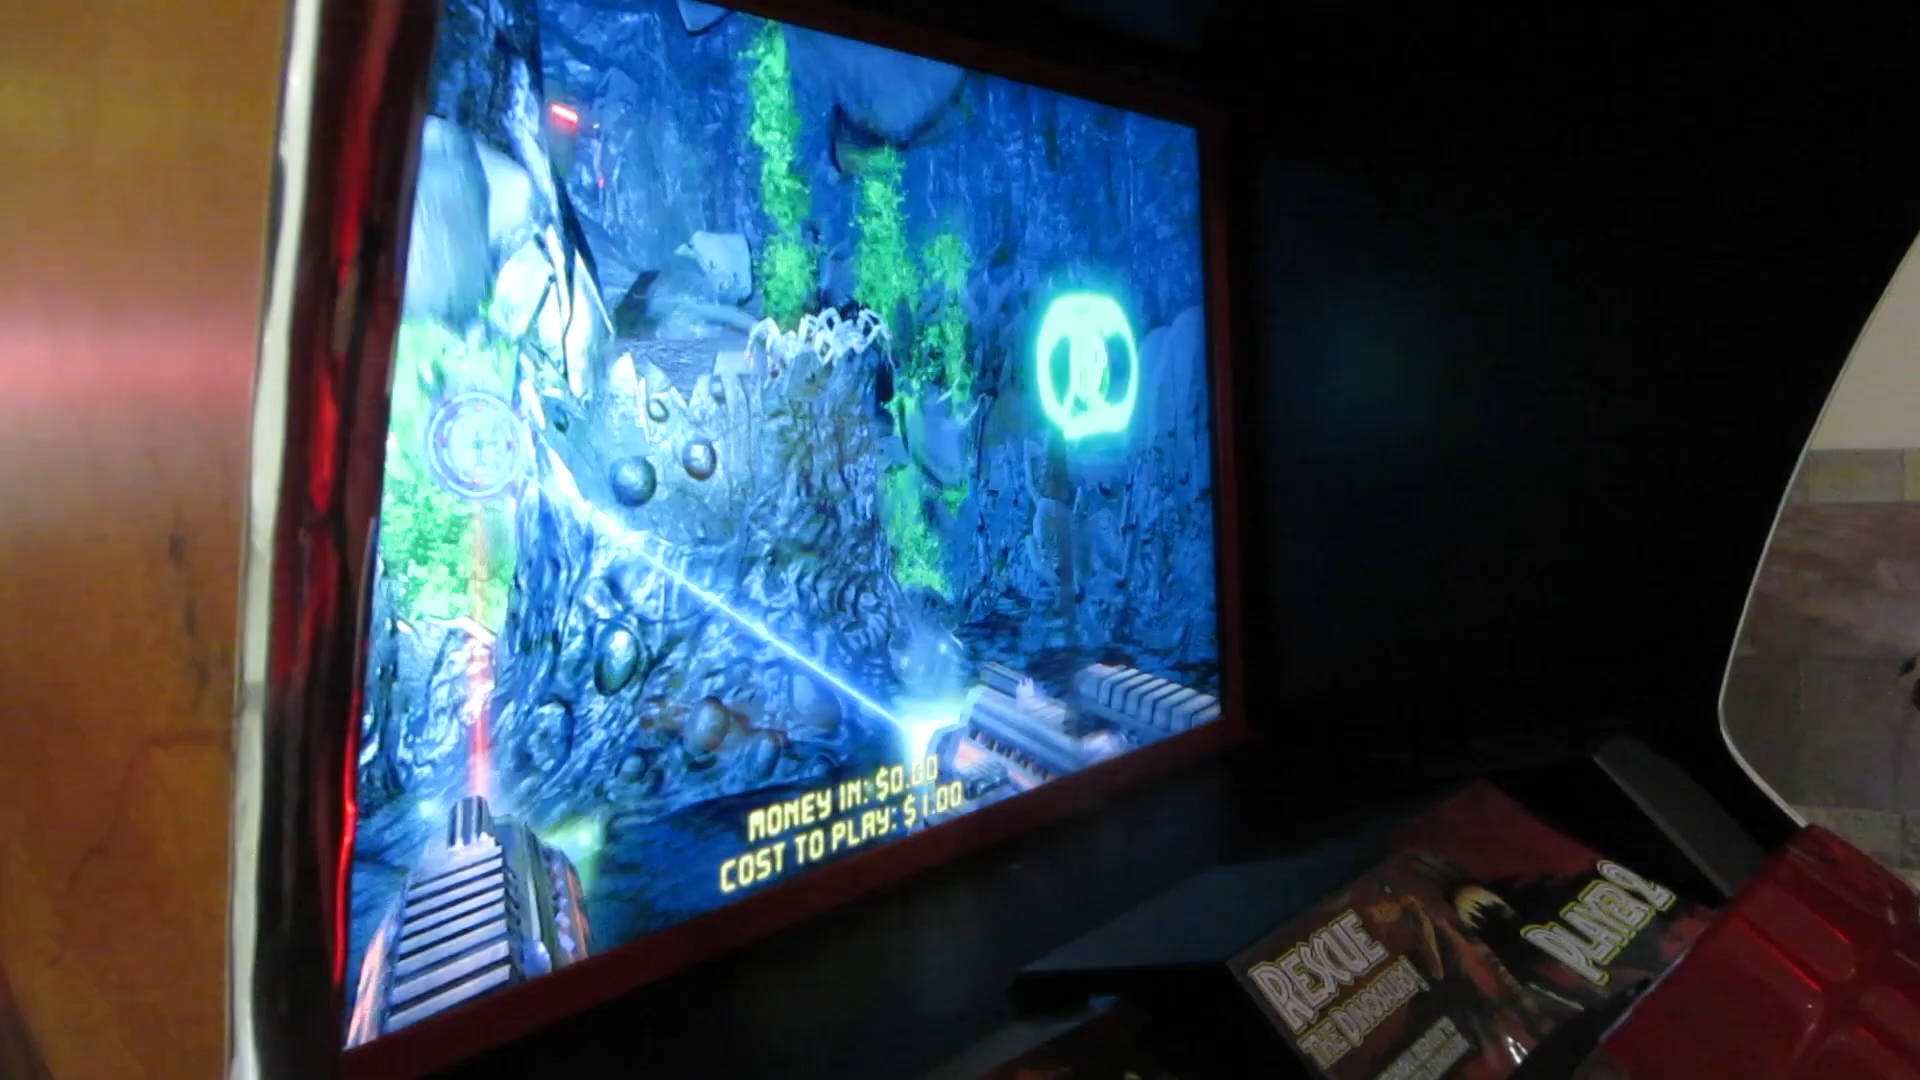 MONEY IN: $0.00
COST TO PLAY: $1.00
RESCUE
THE DINOSAURS!
PLAYER 2